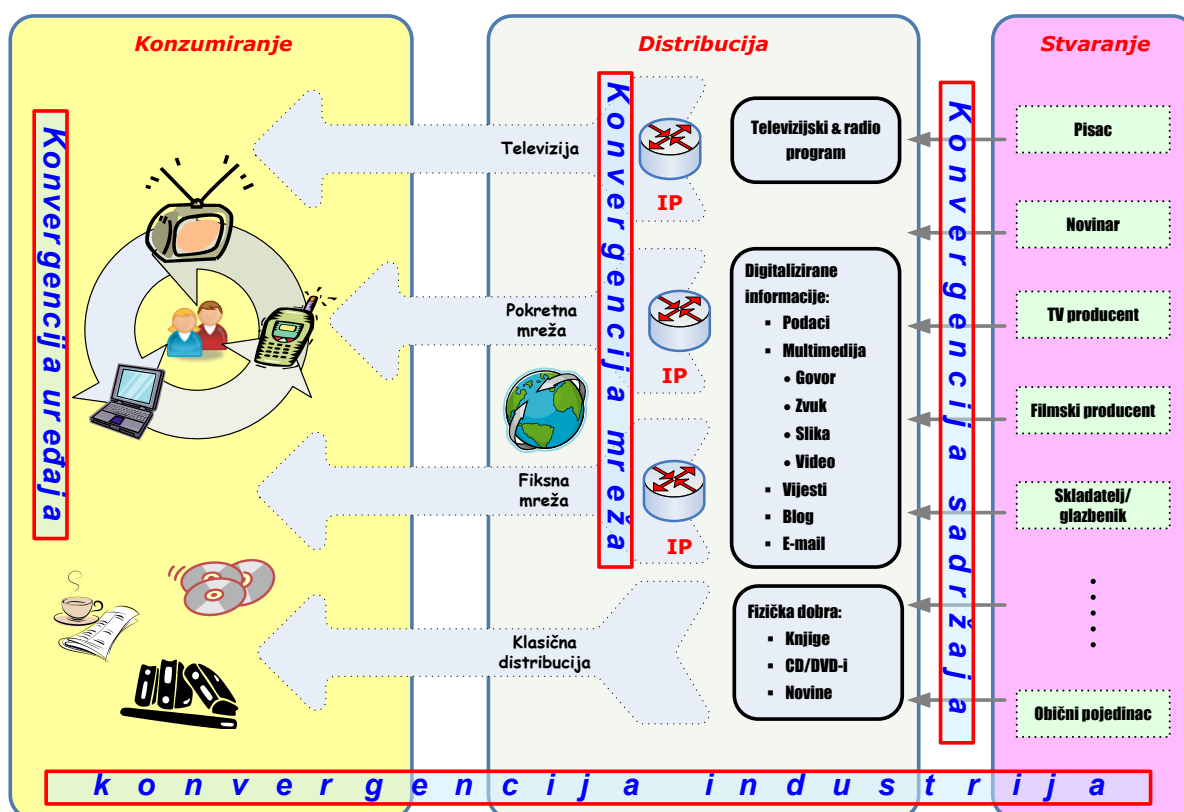 Konzumiranje
Konvergencija uređaja
Distribucija
Televizija
Pokretna
mreža
Fiksna
mreža
Klasična
distribucija
Konvergencija mreža
IP
IP
IP
Televizijski & radio
program
Digitalizirane
informacije:
▪ Podaci
▪ Multimedija
• Govor
• Zvuk
• Slika
• Video
▪ Vijesti
▪ Blog
▪ E-mail
Fizička dobra:
▪ Knjige
▪ CD/DVD-i
▪ Novine
Konvergencija sadržaja
Stvaranje
Pisac
Novinar
TV producent
Filmski producent
Skladatelj/
glazbenik
Obični pojedinac
konvergencija industrija